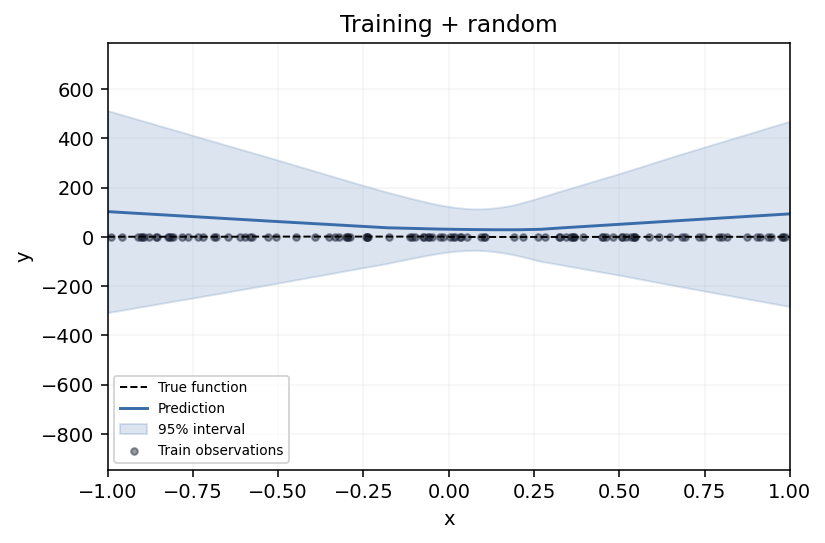 Training + random
y
600
400
200
0
−200
−400
−600
−800
True function
Prediction
95% interval
Train observations
−1.00 −0.75 −0.50 −0.25 0.00 0.25 0.50 0.75 1.00
x